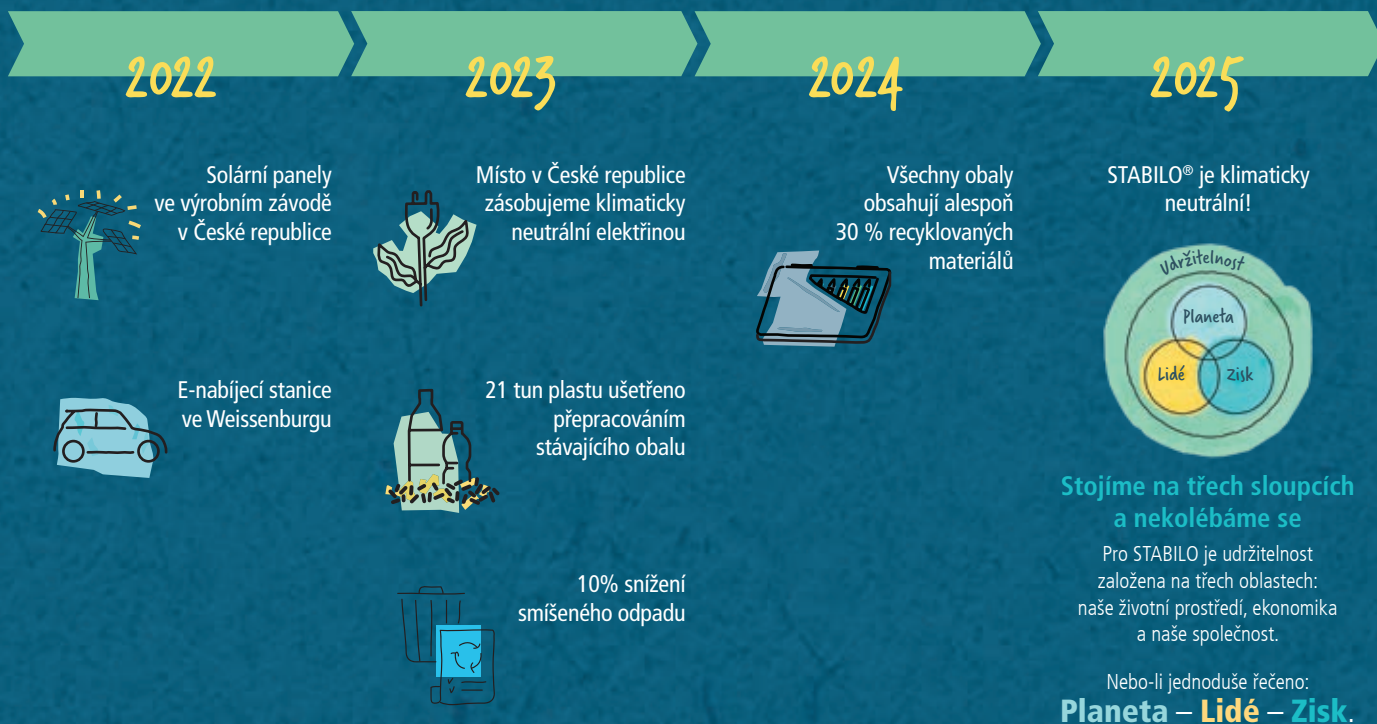 2022
Solární panely
ve výrobním závodě
v České republice
E-nabíjecí stanice
ve Weissenburgu
2023
Místo v České republice
zásobujeme klimaticky
neutrální elektřinou
21 tun plastu ušetřeno
přepracováním
stávajícího obalu
10% snížení
smíšeného odpadu
2024
Všechny obaly
obsahují alespoň
30 % recyklovaných
materiálů
2025
STABILO® je klimaticky
neutrální!
Udržitelnost
Planeta
Lidé
Zisk
Stojíme na třech sloupcích
a nekolébáme se
Pro STABILO je udržitelnost
založena na třech oblastech:
naše životní prostředí, ekonomika
a naše společnost.
Nebo-li jednoduše řečeno:
Planeta – Lidé – Zisk.